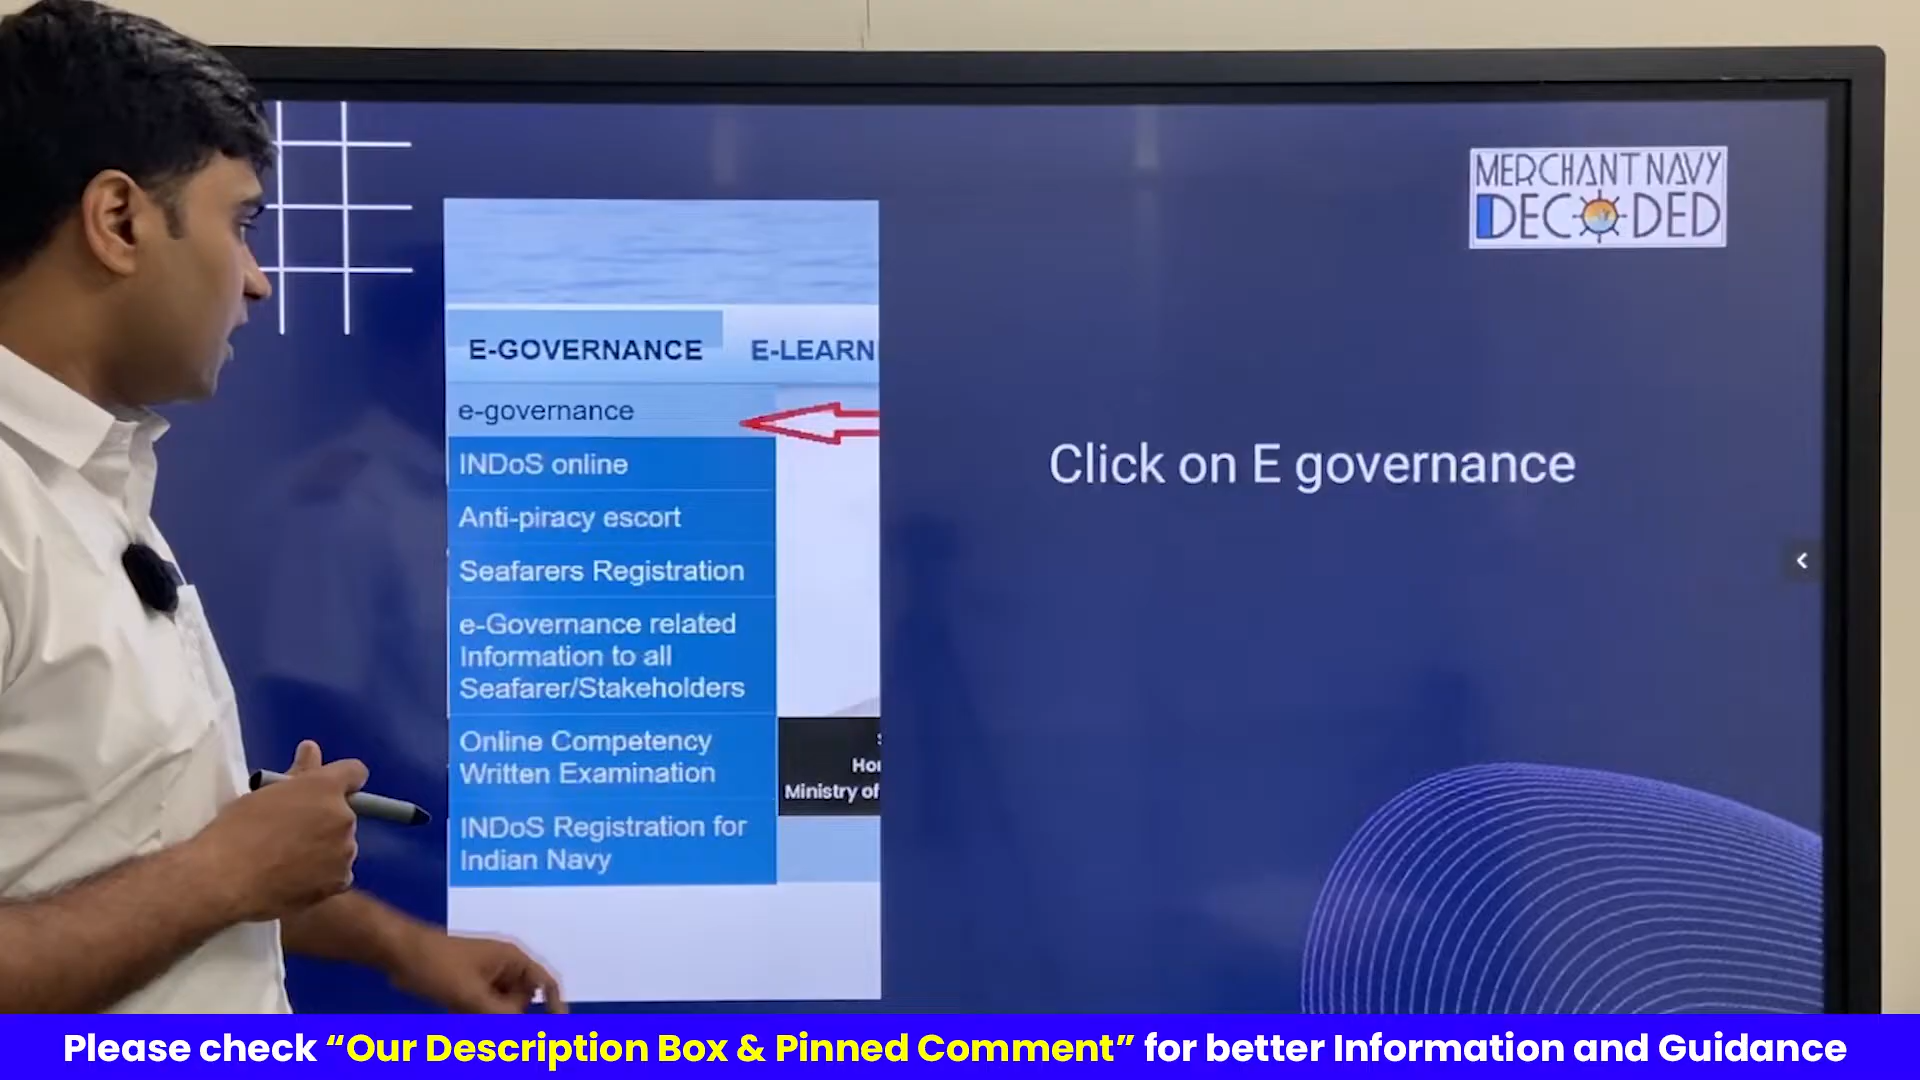 MERCHANT NAVY
DECODED
E-GOVERNANCE E-LEARN
e-governance
INDoS online
Anti-piracy escort
Seafarers Registration
e-Governance related
Information to all
Seafarer/Stakeholders
Online Competency
Written Examination
INDoS Registration for
Indian Navy
Hon
Ministry of
Click on E governance
Please check “Our Description Box & Pinned Comment” for better Information and Guidance